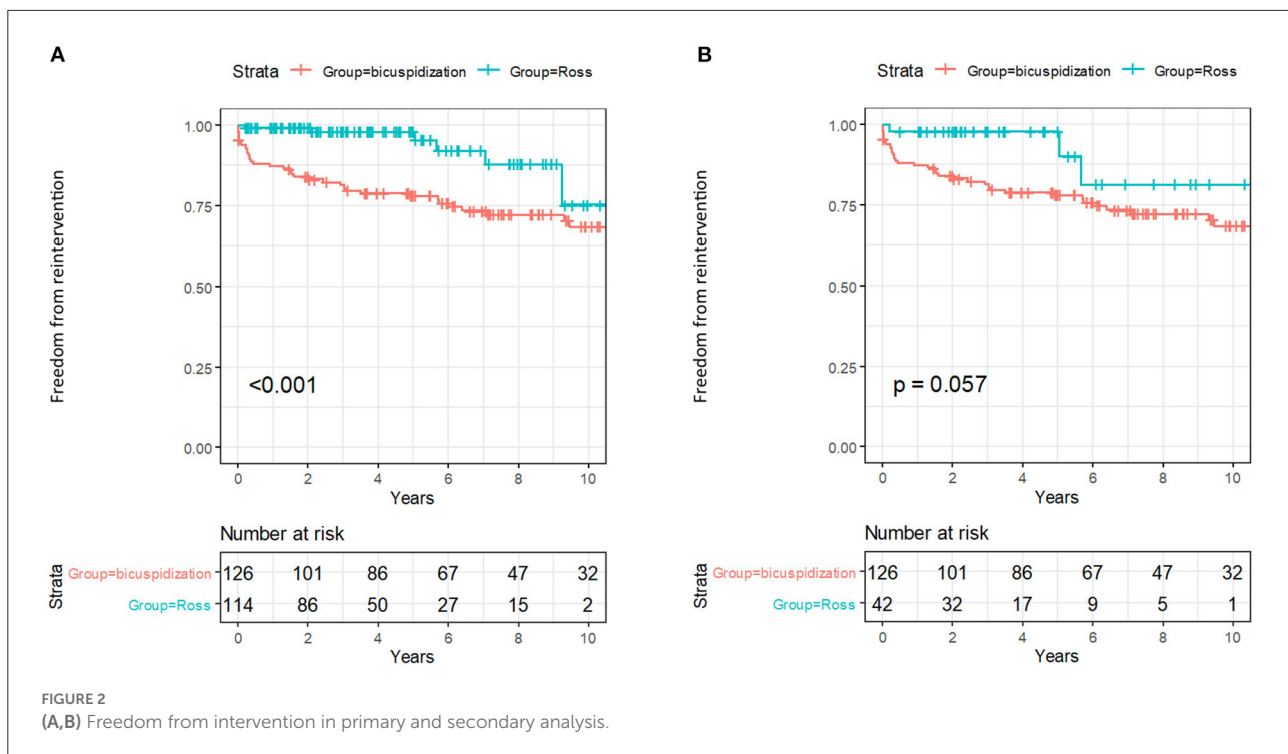 A
Strata Group=bicuspidization Group=Ross
Freedom from reintervention
1.00
0.75
0.50
0.25
0.00
<0.001
0 2 4 6 8 10
Years
Number at risk
Strata
Group=bicuspidization 126 101 86 67 47 32
Group=Ross 114 86 50 27 15 2
0 2 4 6 8 10
Years
B
Strata Group=bicuspidization Group=Ross
Freedom from reintervention
1.00
0.75
0.50
0.25
0.00
p = 0.057
0 2 4 6 8 10
Years
Number at risk
Strata
Group=bicuspidization 126 101 86 67 47 32
Group=Ross 42 32 17 9 5 1
0 2 4 6 8 10
Years
FIGURE 2
(A,B) Freedom from intervention in primary and secondary analysis.